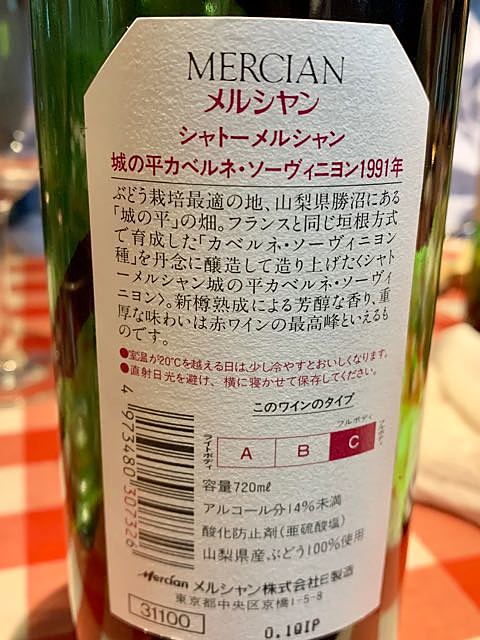 MERCIAN
メルシャン
シャトーメルシャン
城の平カベルネ・ソーヴィニヨン1991年
ぶどう栽培最適の地、山梨県勝沼にある
「城の平」の畑。フランスと同じ垣根方式
で育成した「カベルネ・ソーヴィニヨン
種」を丹念に醸造して造り上げた〈シャト
ーメルシャン城の平カベルネ・ソーヴィ
ニヨン〉。新樽熟成による芳醇な香り、重
厚な味わいは赤ワインの最高峰といえるも
のです。
●室温が20℃を越える日は、少し冷やすとおいしくなります。
●直射日光を避け、横に寝かせて保存してください。
このワインのタイプ
フルボディ
ライトボディ
A B C
フルボディ
容量720ml
アルコール分14%未満
酸化防止剤(亜硫酸塩)
山梨県産ぶどう100%使用
4 973480 307326
Mercian メルシャン株式会社E製造
東京都中央区京橋1-5-8
31100
0.1QIP